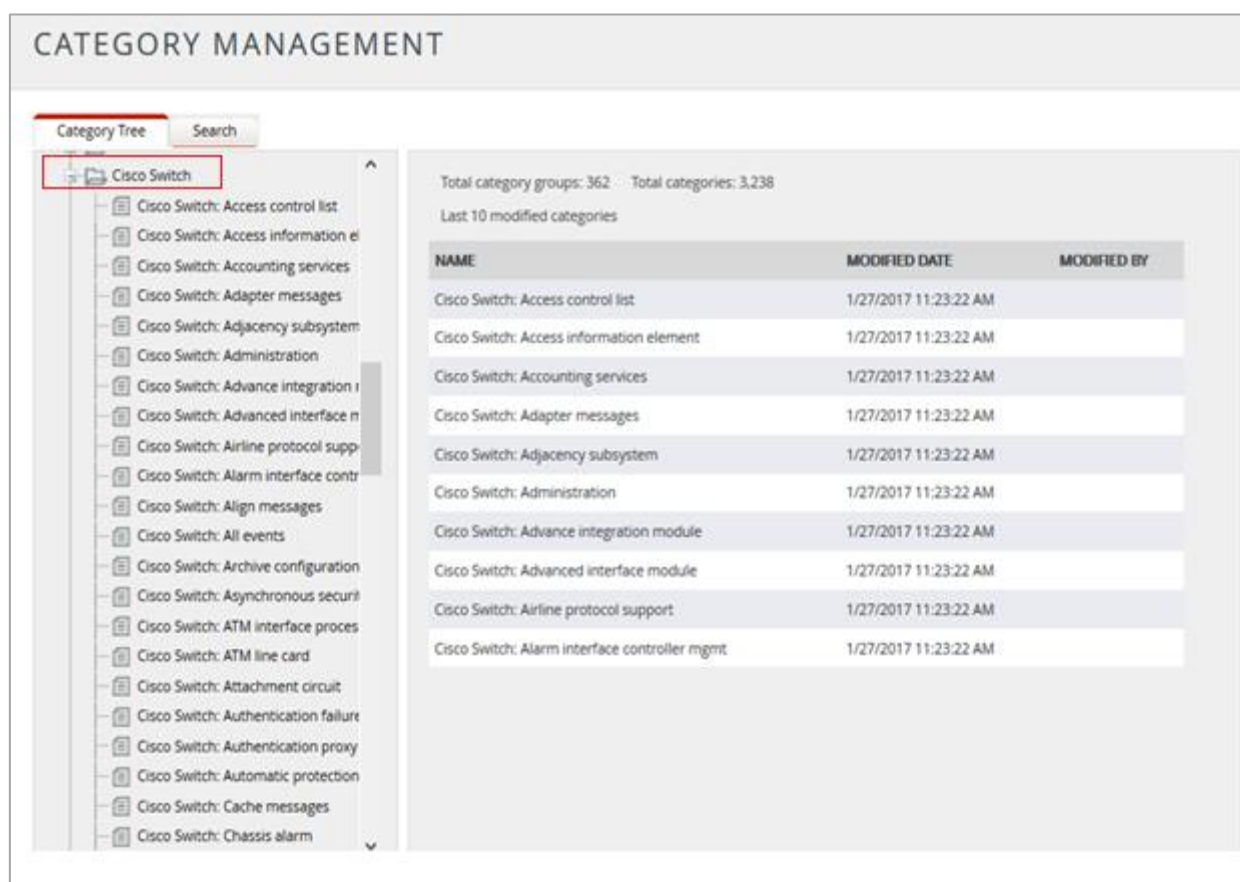 CATEGORY MANAGEMENT
Category Tree
Search
Cisco Switch
Cisco Switch: Access control list
Cisco Switch: Access information el
Cisco Switch: Accounting services
Cisco Switch: Adapter messages
Cisco Switch: Adjacency subsystem
Cisco Switch: Administration
Cisco Switch: Advance integration
Cisco Switch: Advanced interface m
Cisco Switch: Airline protocol supp
Cisco Switch: Alarm interface contr
Cisco Switch: Align messages
Cisco Switch: All events
Cisco Switch: Archive configuration
Cisco Switch: Asynchronous securi
Cisco Switch: ATM interface proces
Cisco Switch: ATM line card
Cisco Switch: Attachment circuit
Cisco Switch: Authentication failure
Cisco Switch: Authentication proxy
Cisco Switch: Automatic protection
Cisco Switch: Cache messages
Cisco Switch: Chassis alarm
Total category groups: 362 Total categories: 3,238
Last 10 modified categories
NAME MODIFIED DATE MODIFIED BY
Cisco Switch: Access control list 1/27/2017 11:23:22 AM
Cisco Switch: Access information element 1/27/2017 11:23:22 AM
Cisco Switch: Accounting services 1/27/2017 11:23:22 AM
Cisco Switch: Adapter messages 1/27/2017 11:23:22 AM
Cisco Switch: Adjacency subsystem 1/27/2017 11:23:22 AM
Cisco Switch: Administration 1/27/2017 11:23:22 AM
Cisco Switch: Advance integration module 1/27/2017 11:23:22 AM
Cisco Switch: Advanced interface module 1/27/2017 11:23:22 AM
Cisco Switch: Airline protocol support 1/27/2017 11:23:22 AM
Cisco Switch: Alarm interface controller mgmt 1/27/2017 11:23:22 AM